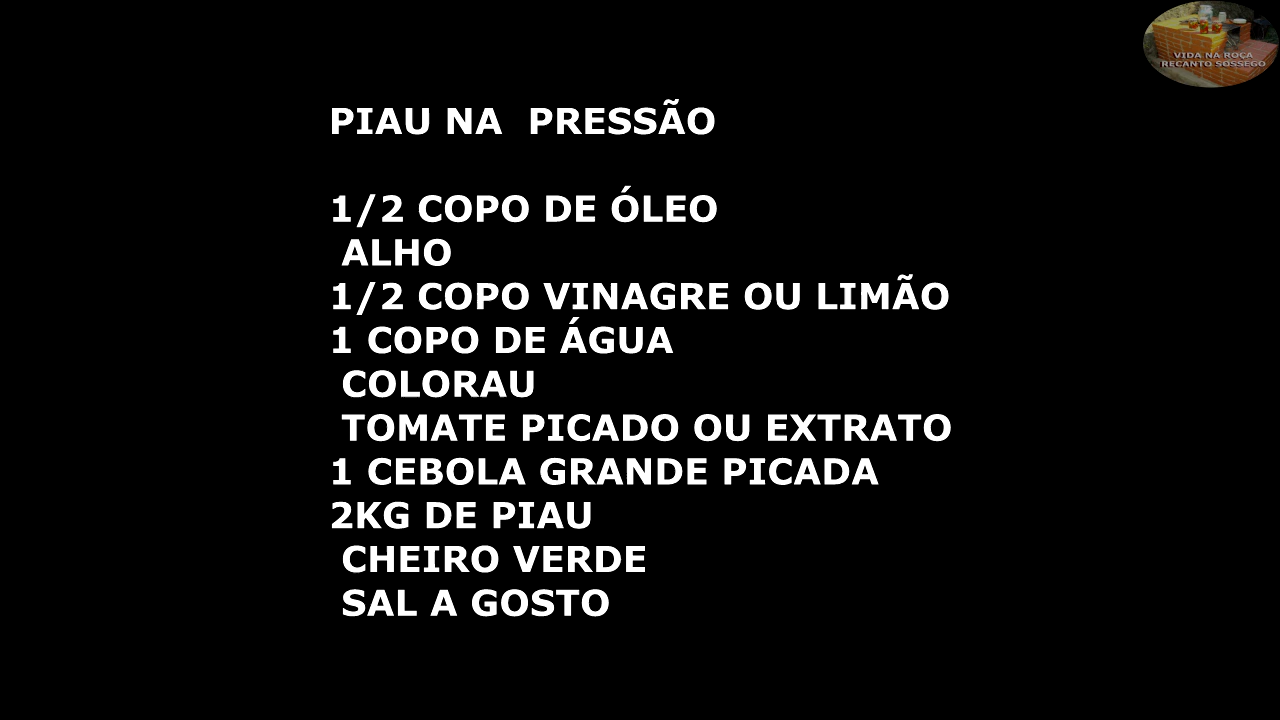 VIDA NA ROÇA
RECANTO SOSSEGO
PIAU NA PRESSÃO
1/2 COPO DE ÓLEO
ALHO
1/2 COPO VINAGRE OU LIMÃO
1 COPO DE ÁGUA
COLORAU
TOMATE PICADO OU EXTRATO
1 CEBOLA GRANDE PICADA
2KG DE PIAU
CHEIRO VERDE
SAL A GOSTO